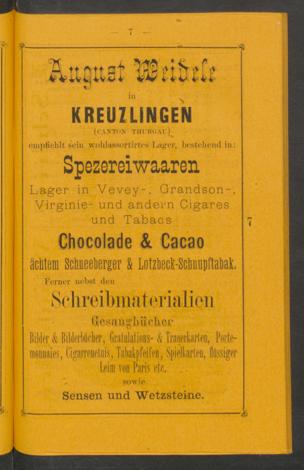 — 7 —
August Weidele
in
KREUZLINGEN
(CANTON THURGAU)
empfiehlt sein wohlassortirtes Lager, bestehend in:
Spezereiwaaren
Lager in Vevey-, Grandson-,
Virginie- und andern Cigares
und Tabacs
Chocolade & Cacao
ächtem Schneeberger & Lotzbeck-Schnupftabak.
Ferner nebst den
Schreibmaterialien
Gesangbücher
Bilder & Bilderbücher, Gratulations- & Trauerkarten, Porte-
monnaies, Cigarrenetuis, Tabakpfeifen, Spielkarten, flüssiger
Leim von Paris etc.
sowie
Sensen und Wetzsteine.
7